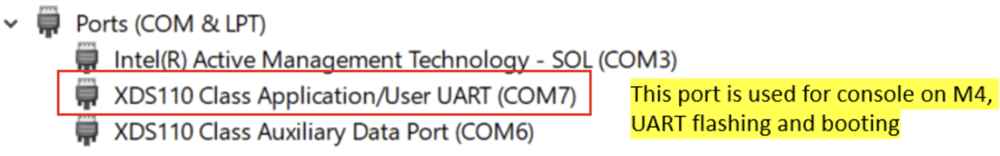 Ports (COM & LPT)
Intel(R) Active Management Technology - SOL (COM3)
XDS110 Class Application/User UART (COM7)
XDS110 Class Auxiliary Data Port (COM6)
This port is used for console on M4,
UART flashing and booting